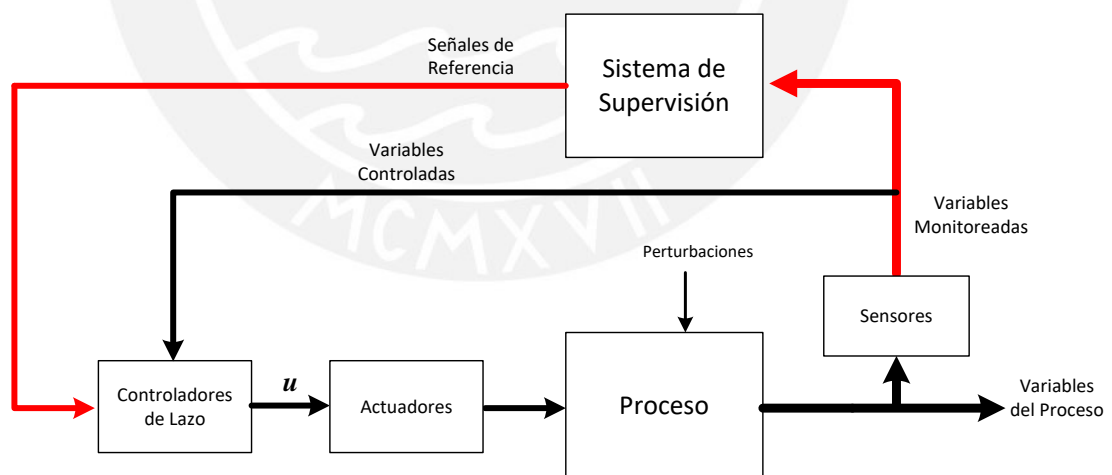 Señales de
Referencia
Sistema de
Supervisión
Variables
Controladas
MCMXVII
Variables
Monitoreadas
Perturbaciones
Sensores
Controladores
de Lazo
u
Actuadores
Proceso
Variables
del Proceso